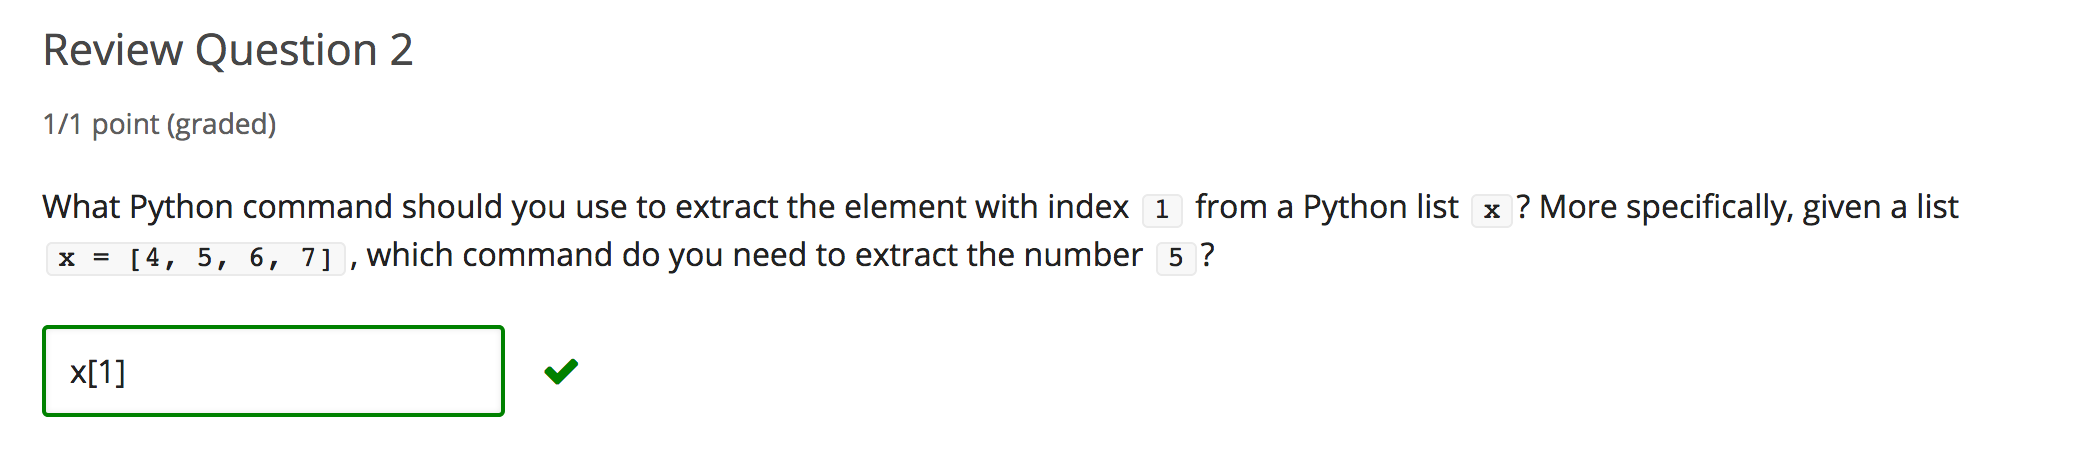 Review Question 2
1/1 point (graded)
What Python command should you use to extract the element with index 1 from a Python list x? More specifically, given a list
x = [4, 5, 6, 7], which command do you need to extract the number 5?
x[1]